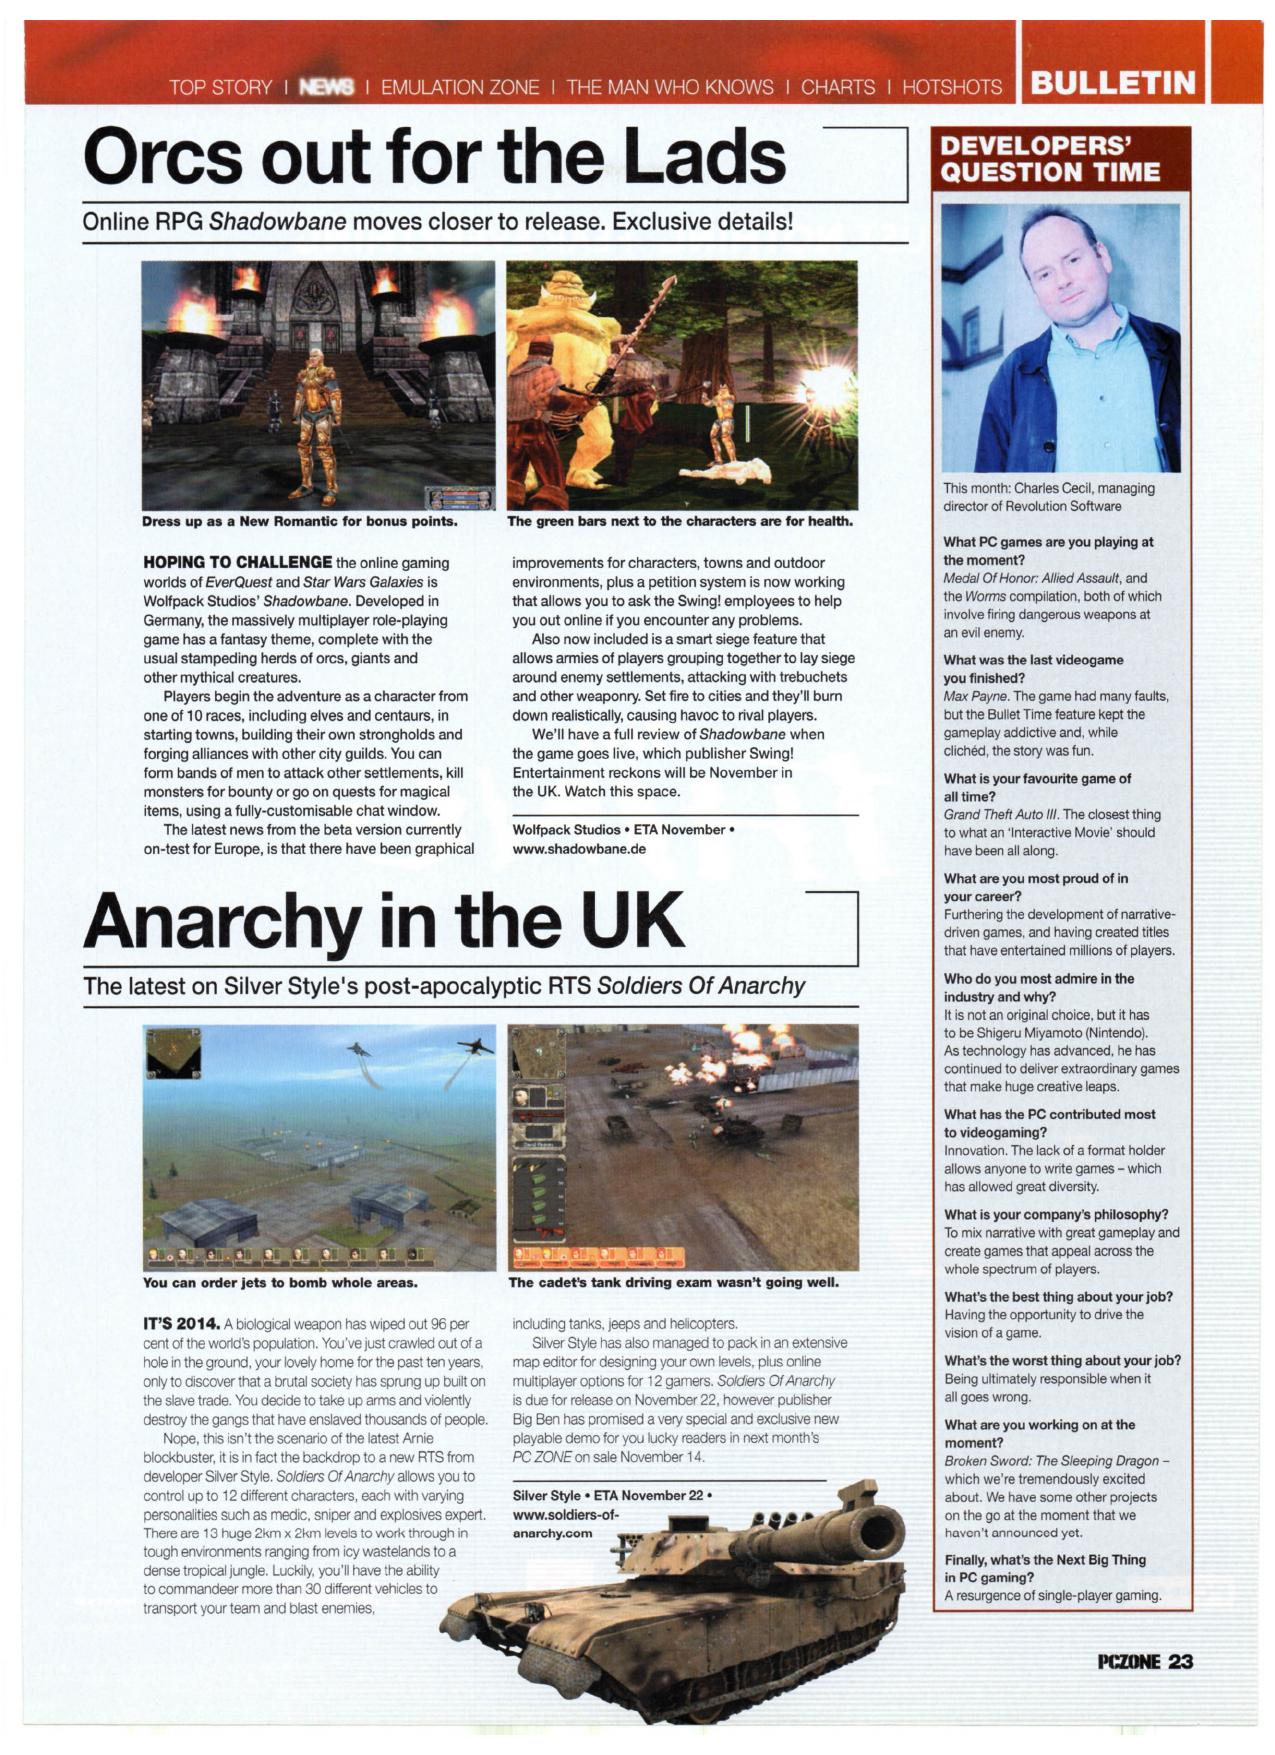 TOP STORY I NEWS I EMULATION ZONE I THE MAN WHO KNOWS I CHARTS I HOTSHOTS
BULLETIN
Orcs out for the Lads
Online RPG Shadowbane moves closer to release. Exclusive details!
Dress up as a New Romantic for bonus points.
The green bars next to the characters are for health.
HOPING TO CHALLENGE the online gaming
worlds of EverQuest and Star Wars Galaxies is
Wolfpack Studios' Shadowbane. Developed in
Germany, the massively multiplayer role-playing
game has a fantasy theme, complete with the
usual stampeding herds of orcs, giants and
other mythical creatures.
Players begin the adventure as a character from
one of 10 races, including elves and centaurs, in
starting towns, building their own strongholds and
forging alliances with other city guilds. You can
form bands of men to attack other settlements, kill
monsters for bounty or go on quests for magical
items, using a fully-customisable chat window.
The latest news from the beta version currently
on-test for Europe, is that there have been graphical
improvements for characters, towns and outdoor
environments, plus a petition system is now working
that allows you to ask the Swing! employees to help
you out online if you encounter any problems.
Also now included is a smart siege feature that
allows armies of players grouping together to lay siege
around enemy settlements, attacking with trebuchets
and other weaponry. Set fire to cities and they'll burn
down realistically, causing havoc to rival players.
We'll have a full review of Shadowbane when
the game goes live, which publisher Swing!
Entertainment reckons will be November in
the UK. Watch this space.
Wolfpack Studios • ETA November •
www.shadowbane.de
Anarchy in the UK
The latest on Silver Style's post-apocalyptic RTS Soldiers Of Anarchy
You can order jets to bomb whole areas.
The cadet's tank driving exam wasn't going well.
IT'S 2014. A biological weapon has wiped out 96 per
cent of the world's population. You've just crawled out of a
hole in the ground, your lovely home for the past ten years,
only to discover that a brutal society has sprung up built on
the slave trade. You decide to take up arms and violently
destroy the gangs that have enslaved thousands of people.
Nope, this isn't the scenario of the latest Arnie
blockbuster, it is in fact the backdrop to a new RTS from
developer Silver Style. Soldiers Of Anarchy allows you to
control up to 12 different characters, each with varying
personalities such as medic, sniper and explosives expert.
There are 13 huge 2km x 2km levels to work through in
tough environments ranging from icy wastelands to a
dense tropical jungle. Luckily, you'll have the ability
to commandeer more than 30 different vehicles to
transport your team and blast enemies,
including tanks, jeeps and helicopters.
Silver Style has also managed to pack in an extensive
map editor for designing your own levels, plus online
multiplayer options for 12 gamers. Soldiers Of Anarchy
is due for release on November 22, however publisher
Big Ben has promised a very special and exclusive new
playable demo for you lucky readers in next month's
PC ZONE on sale November 14.
Silver Style • ETA November 22 •
www.soldiers-of-
anarchy.com
DEVELOPERS'
QUESTION TIME
This month: Charles Cecil, managing
director of Revolution Software
What PC games are you playing at
the moment?
Medal Of Honor: Allied Assault, and
the Worms compilation, both of which
involve firing dangerous weapons at
an evil enemy.
What was the last videogame
you finished?
Max Payne. The game had many faults,
but the Bullet Time feature kept the
gameplay addictive and, while
clichéd, the story was fun.
What is your favourite game of
all time?
Grand Theft Auto III. The closest thing
to what an 'Interactive Movie' should
have been all along.
What are you most proud of in
your career?
Furthering the development of narrative-
driven games, and having created titles
that have entertained millions of players.
Who do you most admire in the
industry and why?
It is not an original choice, but it has
to be Shigeru Miyamoto (Nintendo).
As technology has advanced, he has
continued to deliver extraordinary games
that make huge creative leaps.
What has the PC contributed most
to videogaming?
Innovation. The lack of a format holder
allows anyone to write games – which
has allowed great diversity.
What is your company's philosophy?
To mix narrative with great gameplay and
create games that appeal across the
whole spectrum of players.
What's the best thing about your job?
Having the opportunity to drive the
vision of a game.
What's the worst thing about your job?
Being ultimately responsible when it
all goes wrong.
What are you working on at the
moment?
Broken Sword: The Sleeping Dragon –
which we're tremendously excited
about. We have some other projects
on the go at the moment that we
haven't announced yet.
Finally, what's the Next Big Thing
in PC gaming?
A resurgence of single-player gaming.
PCZONE 23